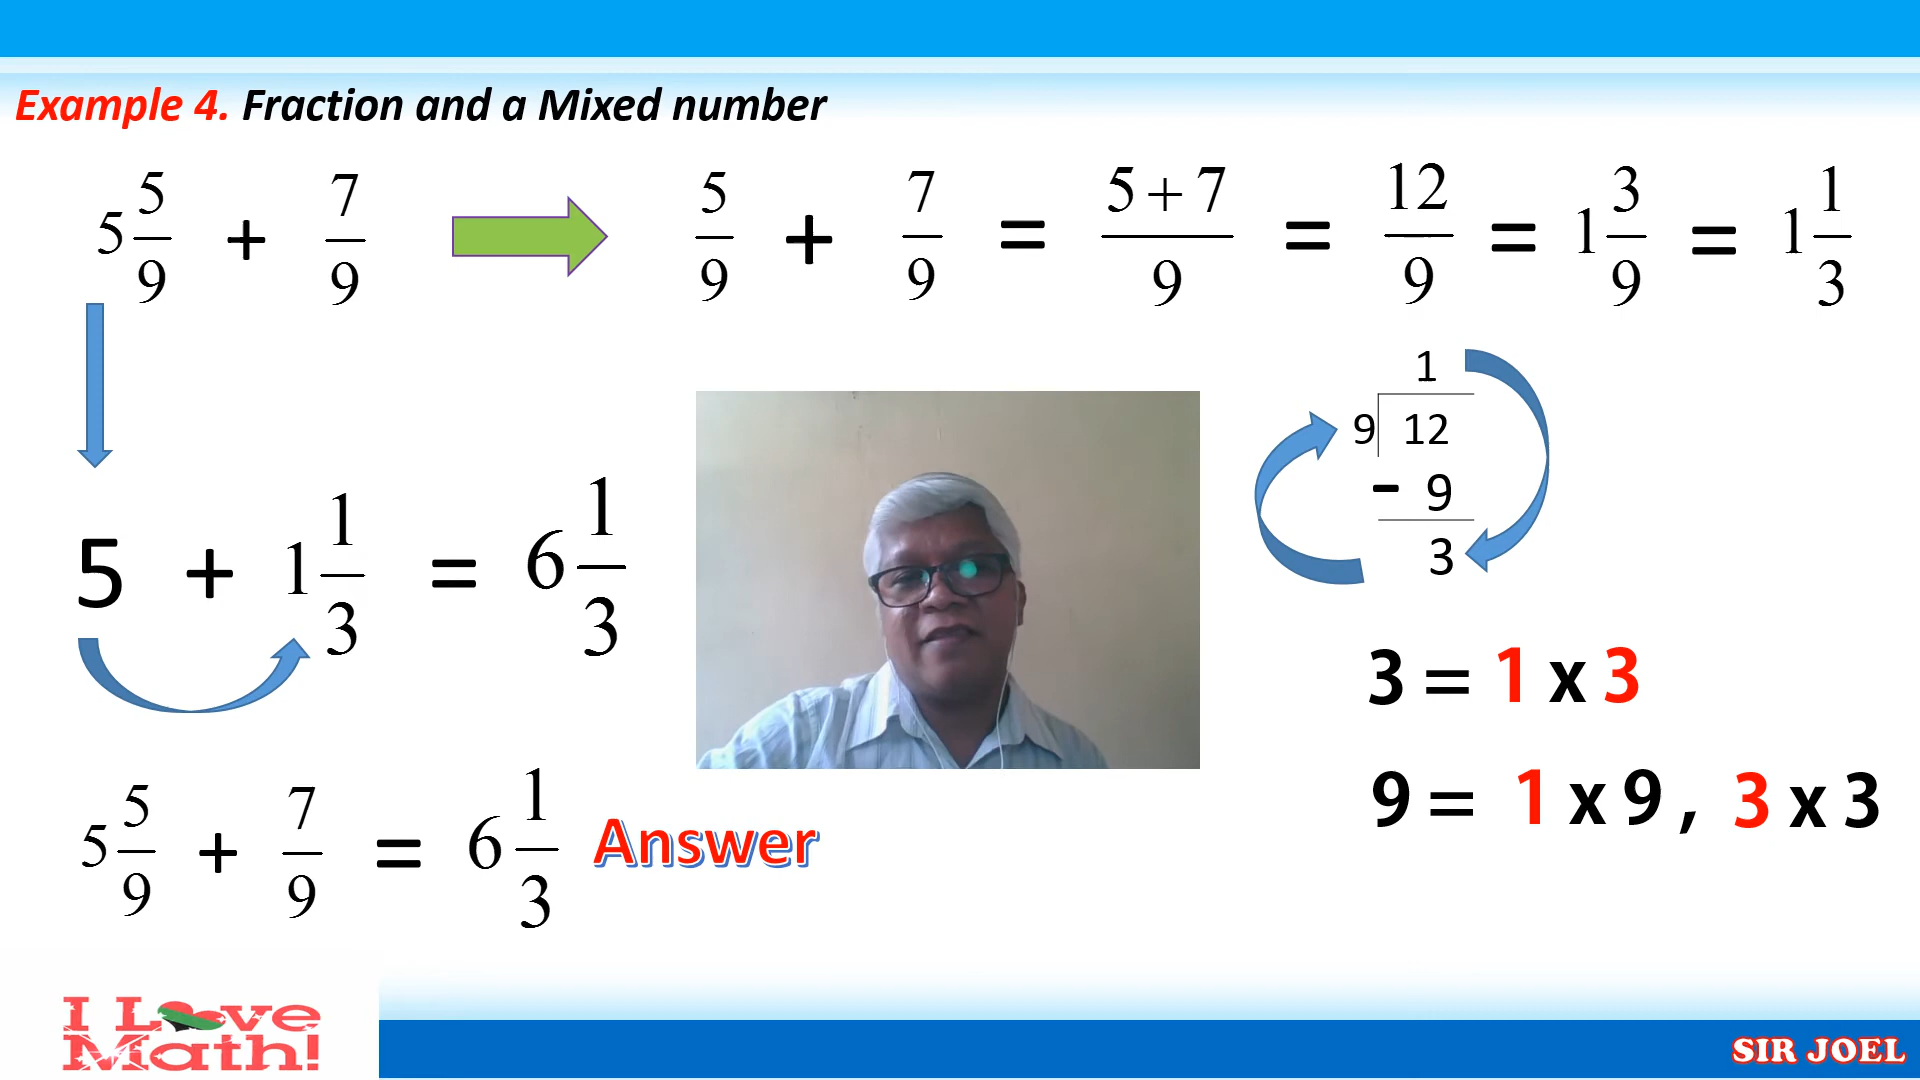 Example 4. Fraction and a Mixed number
5 5/9 + 7/9 5/9 + 7/9 = 5+7/9 = 12/9 = 1 3/9 = 1 1/3
1
9 12
- 9
3
5 + 1 1/3 = 6 1/3
3 = 1 x 3
9 = 1 x 9 , 3 x 3
5 5/9 + 7/9 = 6 1/3 Answer
I Love
Math!
SIR JOEL